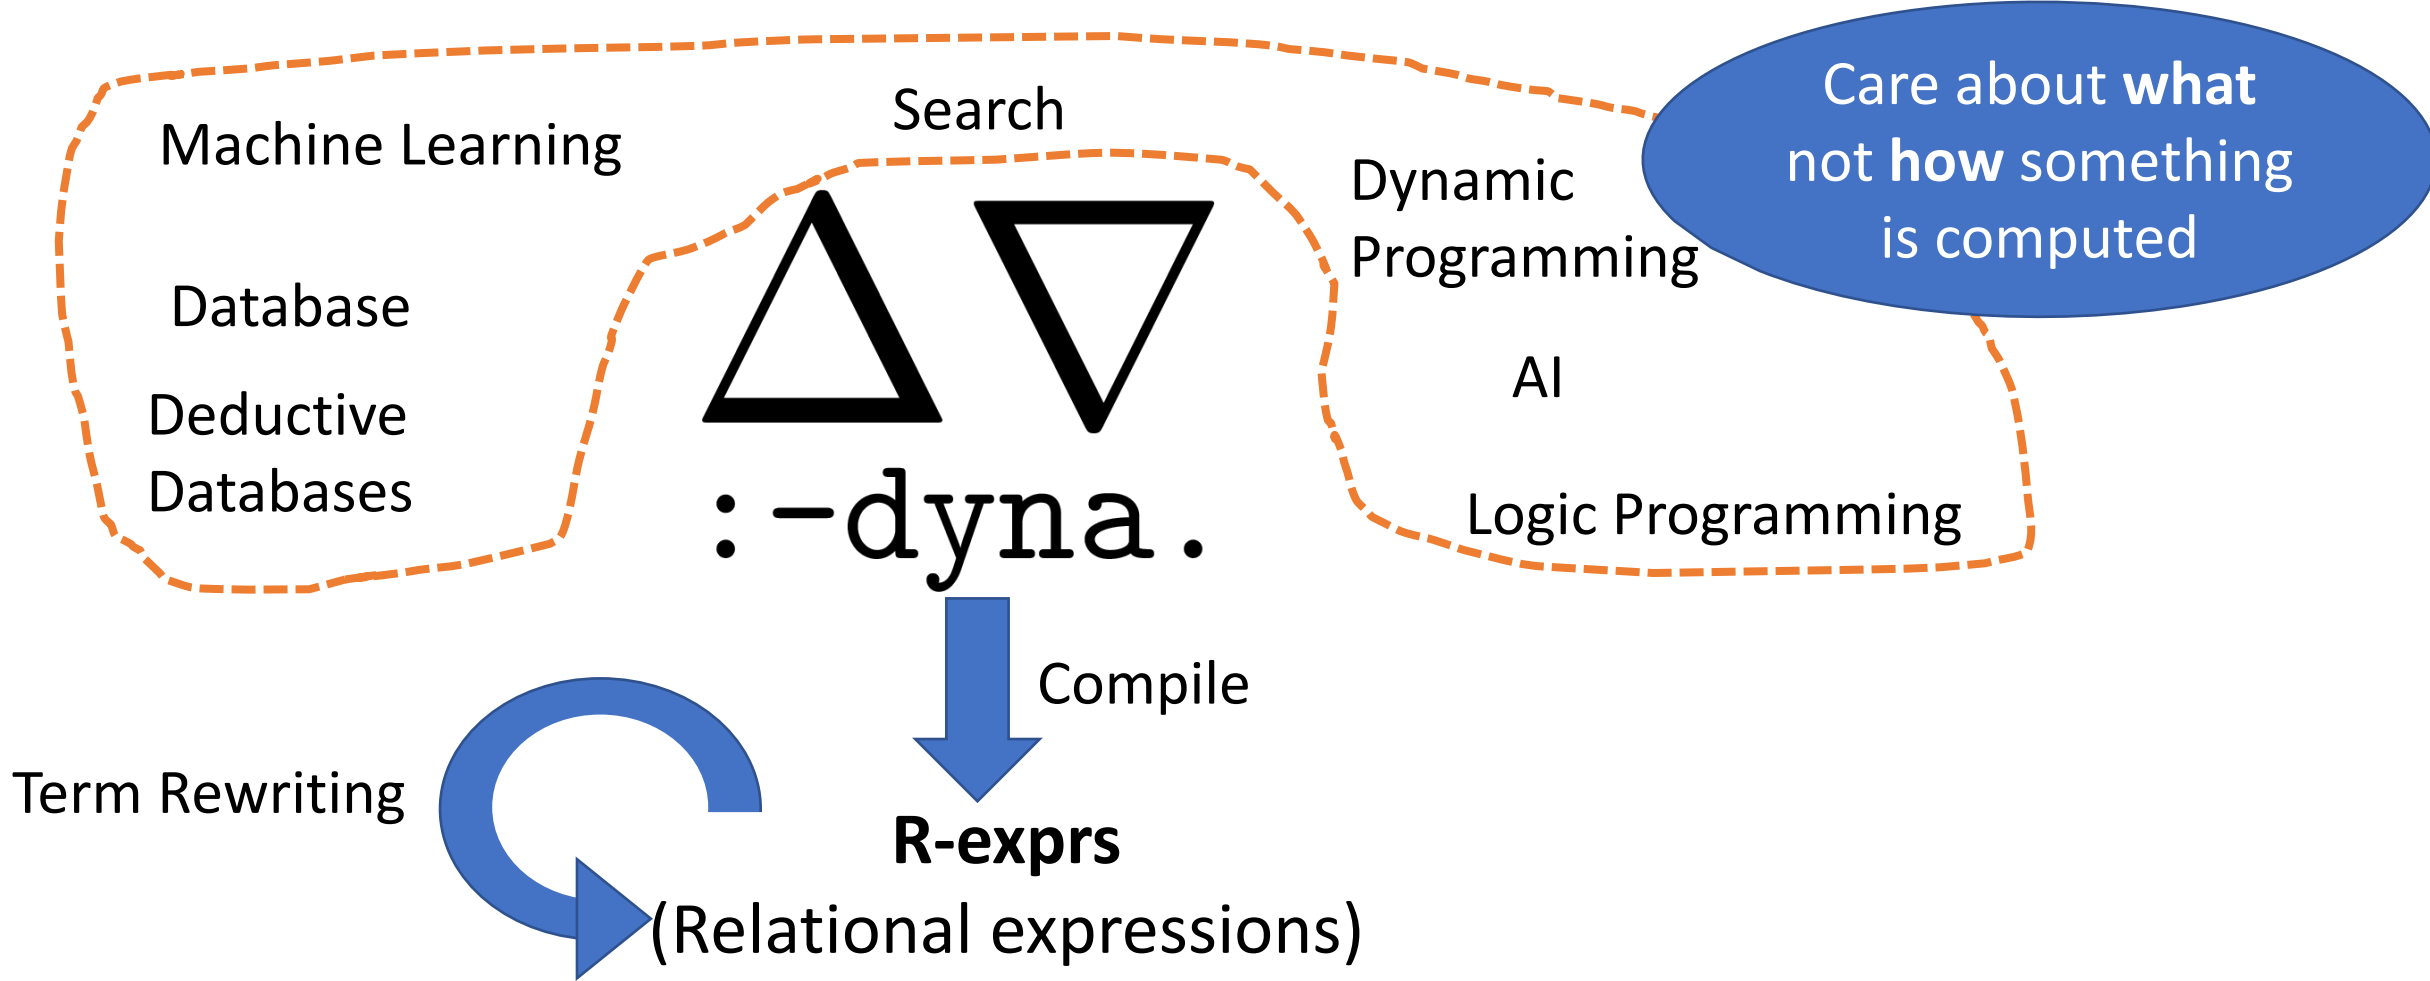 Machine Learning
Search
Dynamic
Programming
Care about what
not how something
is computed
Database
Deductive
Databases
AI
Logic Programming
:-dyna.
Compile
Term Rewriting
R-exprs
(Relational expressions)